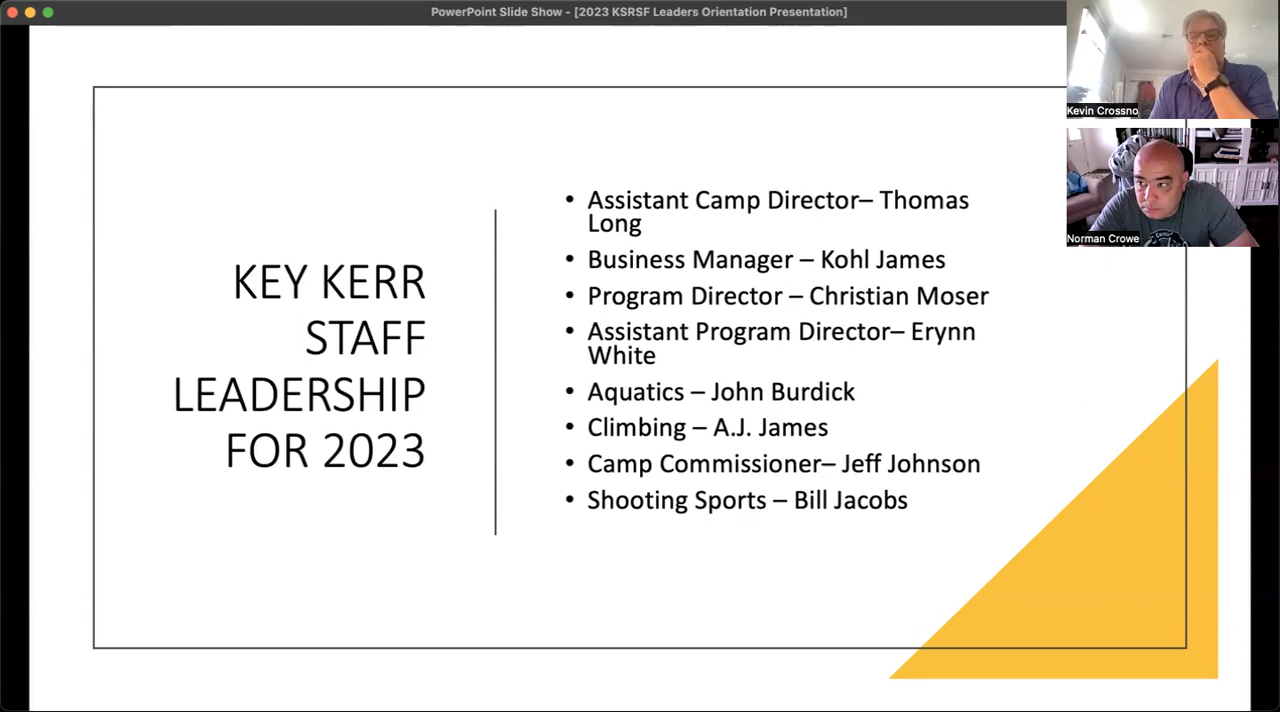 PowerPoint Slide Show - [2023 KSRSF Leaders Orientation Presentation]
Kevin Crossno
Norman Crowe
KEY KERR
STAFF
LEADERSHIP
FOR 2023
• Assistant Camp Director– Thomas
Long
• Business Manager – Kohl James
• Program Director – Christian Moser
• Assistant Program Director– Erynn
White
• Aquatics – John Burdick
• Climbing – A.J. James
• Camp Commissioner– Jeff Johnson
• Shooting Sports – Bill Jacobs